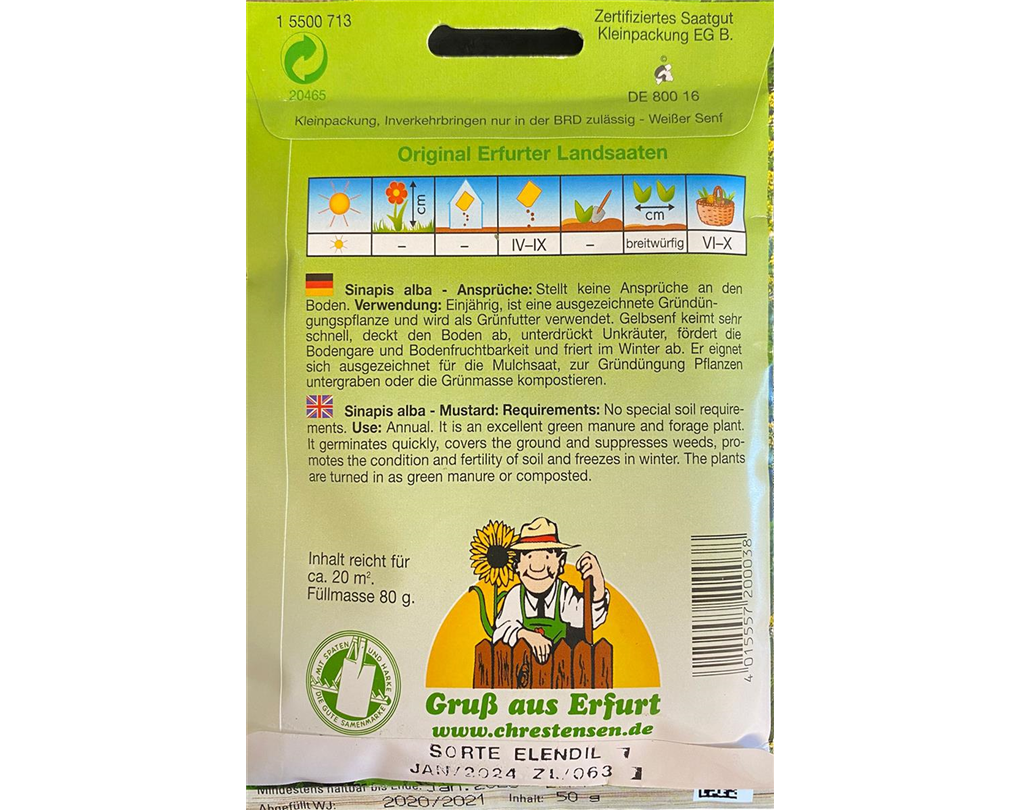 1 5500 713
Zertifiziertes Saatgut
Kleinpackung EG B.
20465
©
DE 800 16
Kleinpackung, Inverkehrbringen nur in der BRD zulässig - Weißer Senf
Original Erfurter Landsaaten
cm
cm
– – IV–IX – breitwürfig VI–X
Sinapis alba - Ansprüche: Stellt keine Ansprüche an den
Boden. Verwendung: Einjährig, ist eine ausgezeichnete Gründün-
gungspflanze und wird als Grünfutter verwendet. Gelbsenf keimt sehr
schnell, deckt den Boden ab, unterdrückt Unkräuter, fördert die
Bodengare und Bodenfruchtbarkeit und friert im Winter ab. Er eignet
sich ausgezeichnet für die Mulchsaat, zur Gründüngung Pflanzen
untergraben oder die Grünmasse kompostieren.
Sinapis alba - Mustard: Requirements: No special soil require-
ments. Use: Annual. It is an excellent green manure and forage plant.
It germinates quickly, covers the ground and suppresses weeds, pro-
motes the condition and fertility of soil and freezes in winter. The plants
are turned in as green manure or composted.
Inhalt reicht für
ca. 20 m².
Füllmasse 80 g.
4 015557 200038
MIT SPATEN UND HARKE
DIE GUTE SAMENMARKE
Gruß aus Erfurt
www.chrestensen.de
SORTE ELENDIL 1
JAN/2024 ZL/063 1
Mindestens haltbar bis Ende:
Abgefüllt WJ: 2020/2021 Inhalt: 50 g